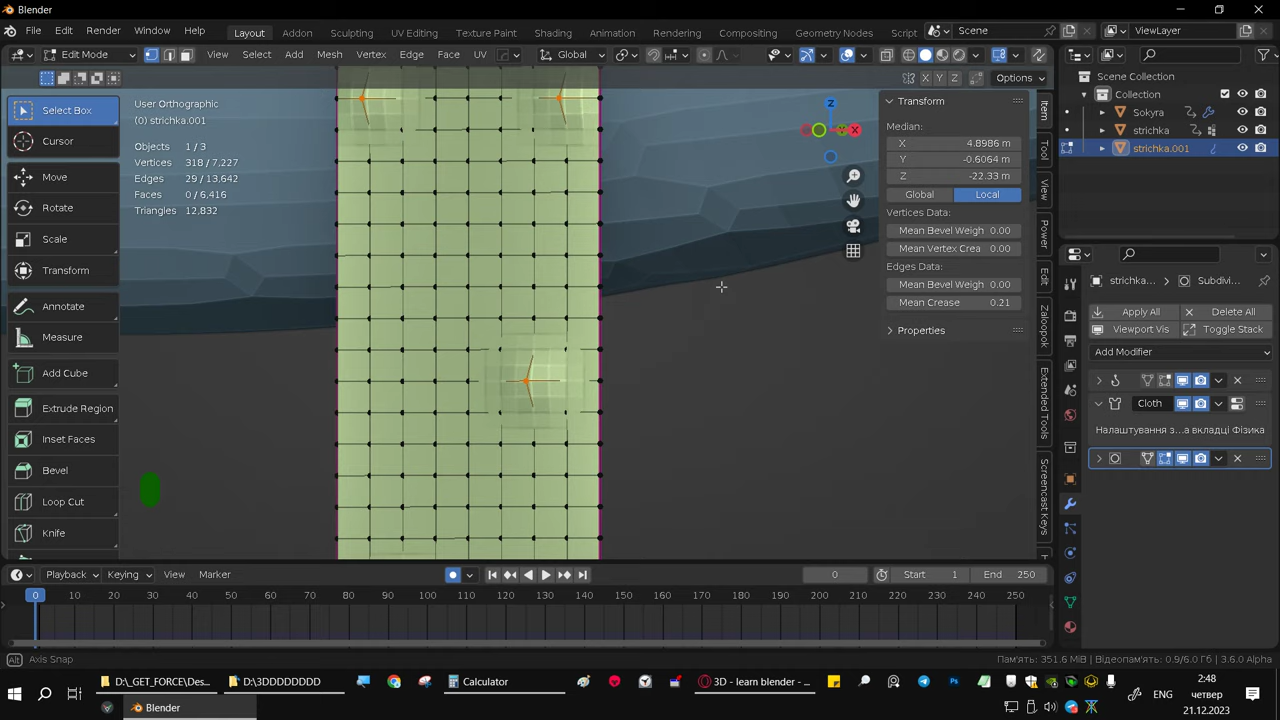 Blender
File Edit Render Window Help Layout Addon Sculpting UV Editing Texture Paint Shading Animation Rendering Compositing Geometry Nodes Script Scene ViewLayer
Edit Mode View Select Add Mesh Vertex Edge Face UV Global
X Y Z Options
Select Box
Cursor
Move
Rotate
Scale
Transform
Annotate
Measure
Add Cube
Extrude Region
Inset Faces
Bevel
Loop Cut
Knife
User Orthographic
(0) strichka.001
Objects 1 / 3
Vertices 318 / 7,227
Edges 29 / 13,642
Faces 0 / 6,416
Triangles 12,832
Z
Y X
Transform
Median:
X 4.8986 m
Y -0.6064 m
Z -22.33 m
Global Local
Vertices Data:
Mean Bevel Weigh 0.00
Mean Vertex Crea 0.00
Edges Data:
Mean Bevel Weigh 0.00
Mean Crease 0.21
Properties
Item
Tool
View
Power
Edit
Zaloopok
Extended Tools
Screencast Keys
Scene Collection
Collection
Sokyra
strichka
strichka.001
strichka... Subdivi...
Apply All Delete All
Viewport Vis Toggle Stack
Add Modifier
Cloth
Налаштування з...а вкладці Фізика
Playback Keying View Marker 0 Start 1 End 250
0 10 20 30 40 50 60 70 80 90 100 110 120 130 140 150 160 170 180 190 200 210 220 230 240 250
Alt Axis Snap Пам'ять: 351.6 MiB | Відеопам'ять: 0.9/6.0 Гб | 3.6.0 Alpha
D:\_GET_FORCE/Des... D:\3DDDDDDDD Calculator 3D - learn blender - ...
Blender
ENG
2:48
четвер
21.12.2023